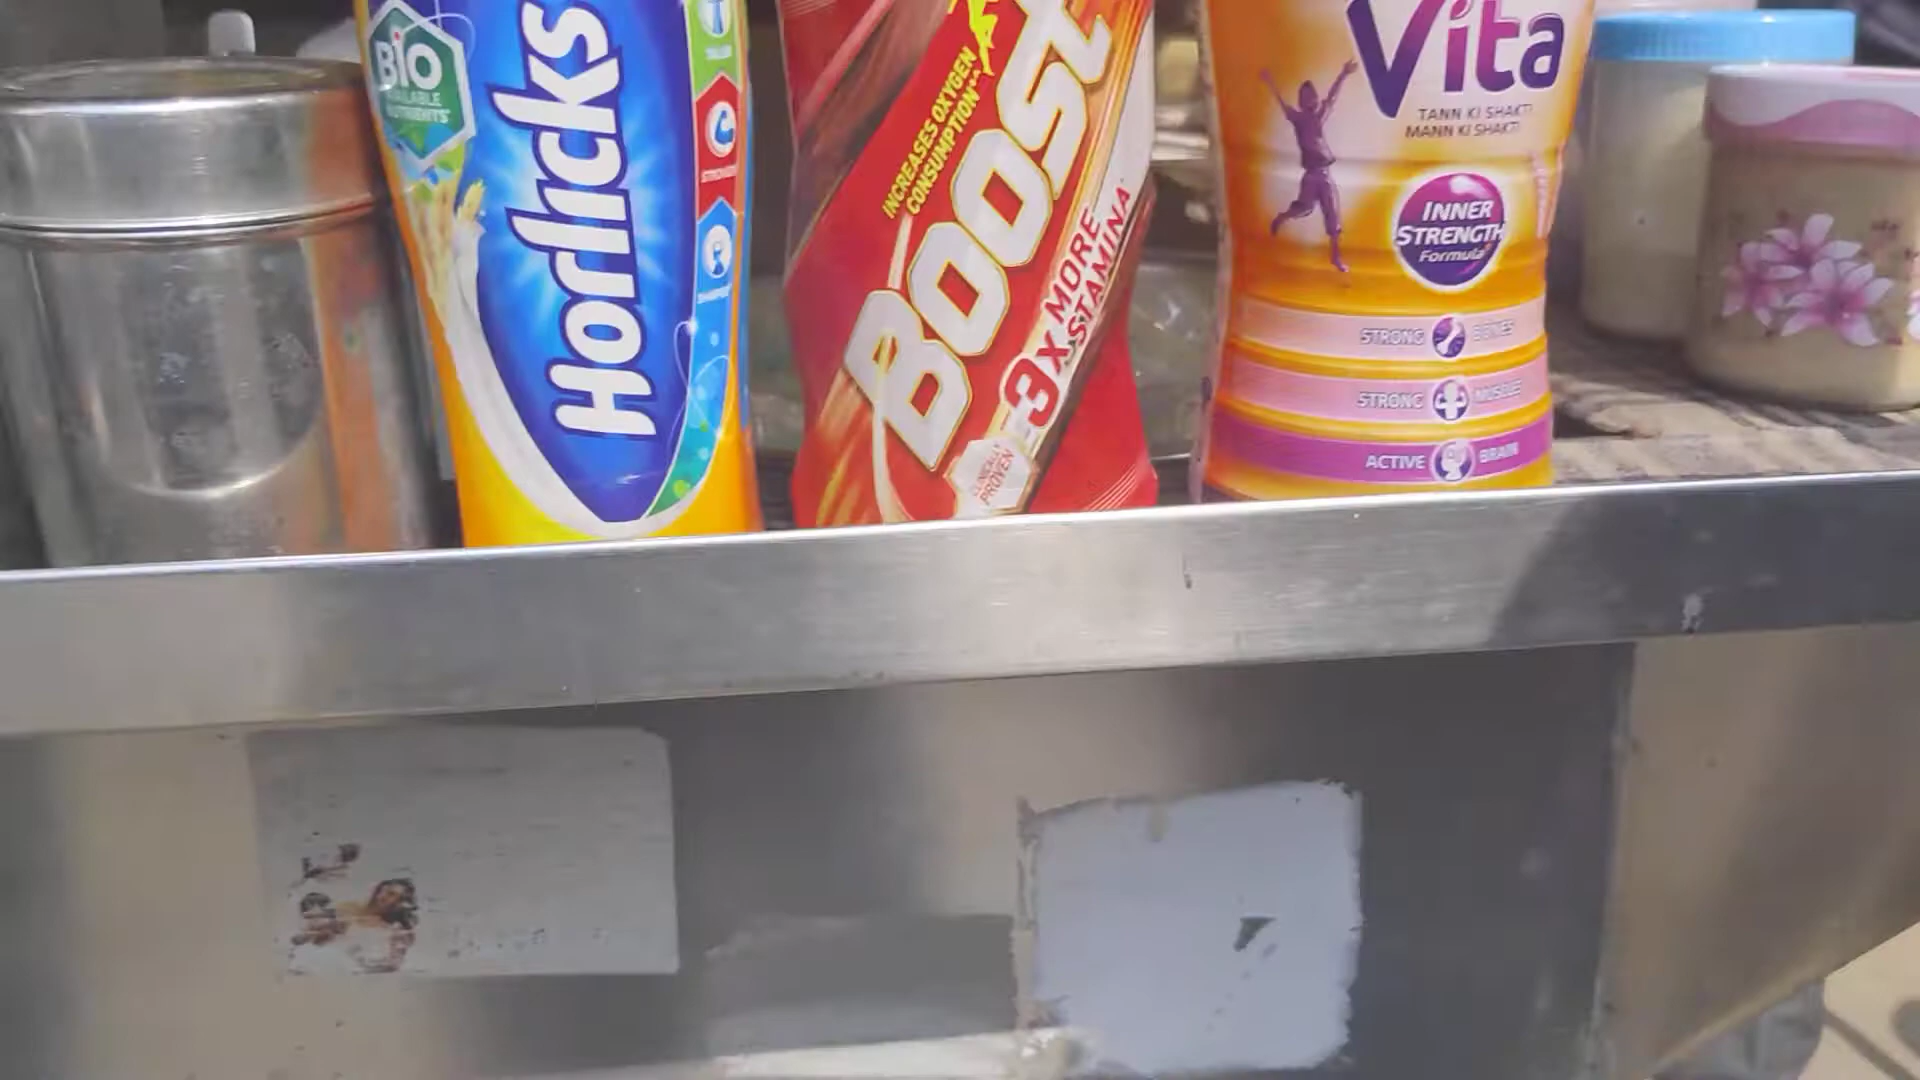 Bio
AVAILABLE
NUTRIENTS
Horlicks
STRONGER
INCREASES OXYGEN
CONSUMPTION
BOOST
3X MORE
STAMINA
CLINICALLY
PROVEN
Vita
TANN KI SHAKTI
MANN KI SHAKTI
INNER
STRENGTH
Formula
STRONG BONES
STRONG MUSCLE
ACTIVE BRAIN